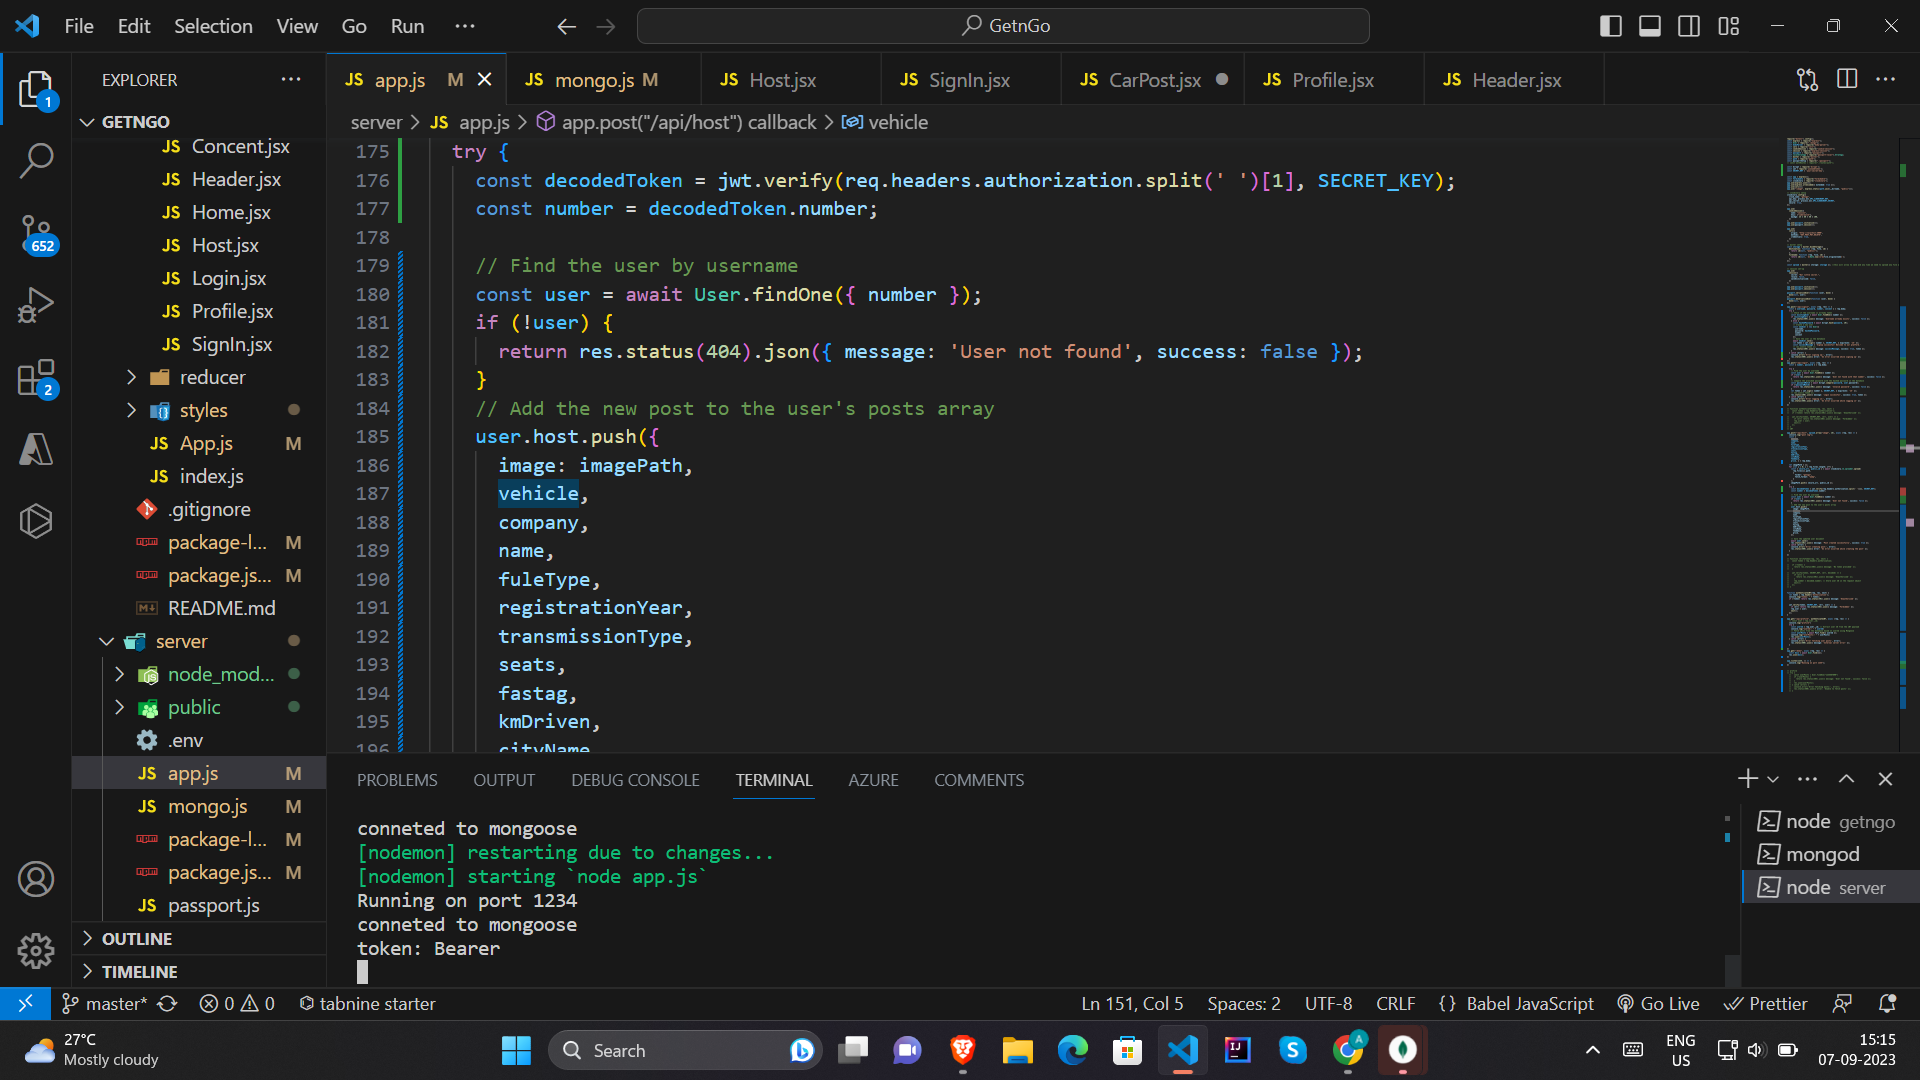 File Edit Selection View Go Run ···
GetnGo
EXPLORER
JS app.js M
JS mongo.js M
JS Host.jsx
JS SignIn.jsx
JS CarPost.jsx
JS Profile.jsx
JS Header.jsx
server > JS app.js > app.post("/api/host") callback > vehicle
1
652
2
GETNGO
JS Concent.jsx
JS Header.jsx
JS Home.jsx
JS Host.jsx
JS Login.jsx
JS Profile.jsx
JS SignIn.jsx
reducer
styles
JS App.js M
JS index.js
.gitignore
package-l... M
package.js... M
README.md
server
node_mod...
public
.env
JS app.js M
JS mongo.js M
package-l... M
package.js... M
JS passport.js
OUTLINE
TIMELINE
175 try {
176 const decodedToken = jwt.verify(req.headers.authorization.split(' ')[1], SECRET_KEY);
177 const number = decodedToken.number;
178
179 // Find the user by username
180 const user = await User.findOne({ number });
181 if (!user) {
182 return res.status(404).json({ message: 'User not found', success: false });
183 }
184 // Add the new post to the user's posts array
185 user.host.push({
186 image: imagePath,
187 vehicle,
188 company,
189 name,
190 fuleType,
191 registrationYear,
192 transmissionType,
193 seats,
194 fastag,
195 kmDriven,
196 cityName
PROBLEMS OUTPUT DEBUG CONSOLE TERMINAL AZURE COMMENTS
conneted to mongoose
[nodemon] restarting due to changes...
[nodemon] starting `node app.js`
Running on port 1234
conneted to mongoose
token: Bearer
node getngo
mongod
node server
master* 0 0 tabnine starter
Ln 151, Col 5 Spaces: 2 UTF-8 CRLF {} Babel JavaScript Go Live Prettier
27°C
Mostly cloudy
Search
ENG
US
15:15
07-09-2023